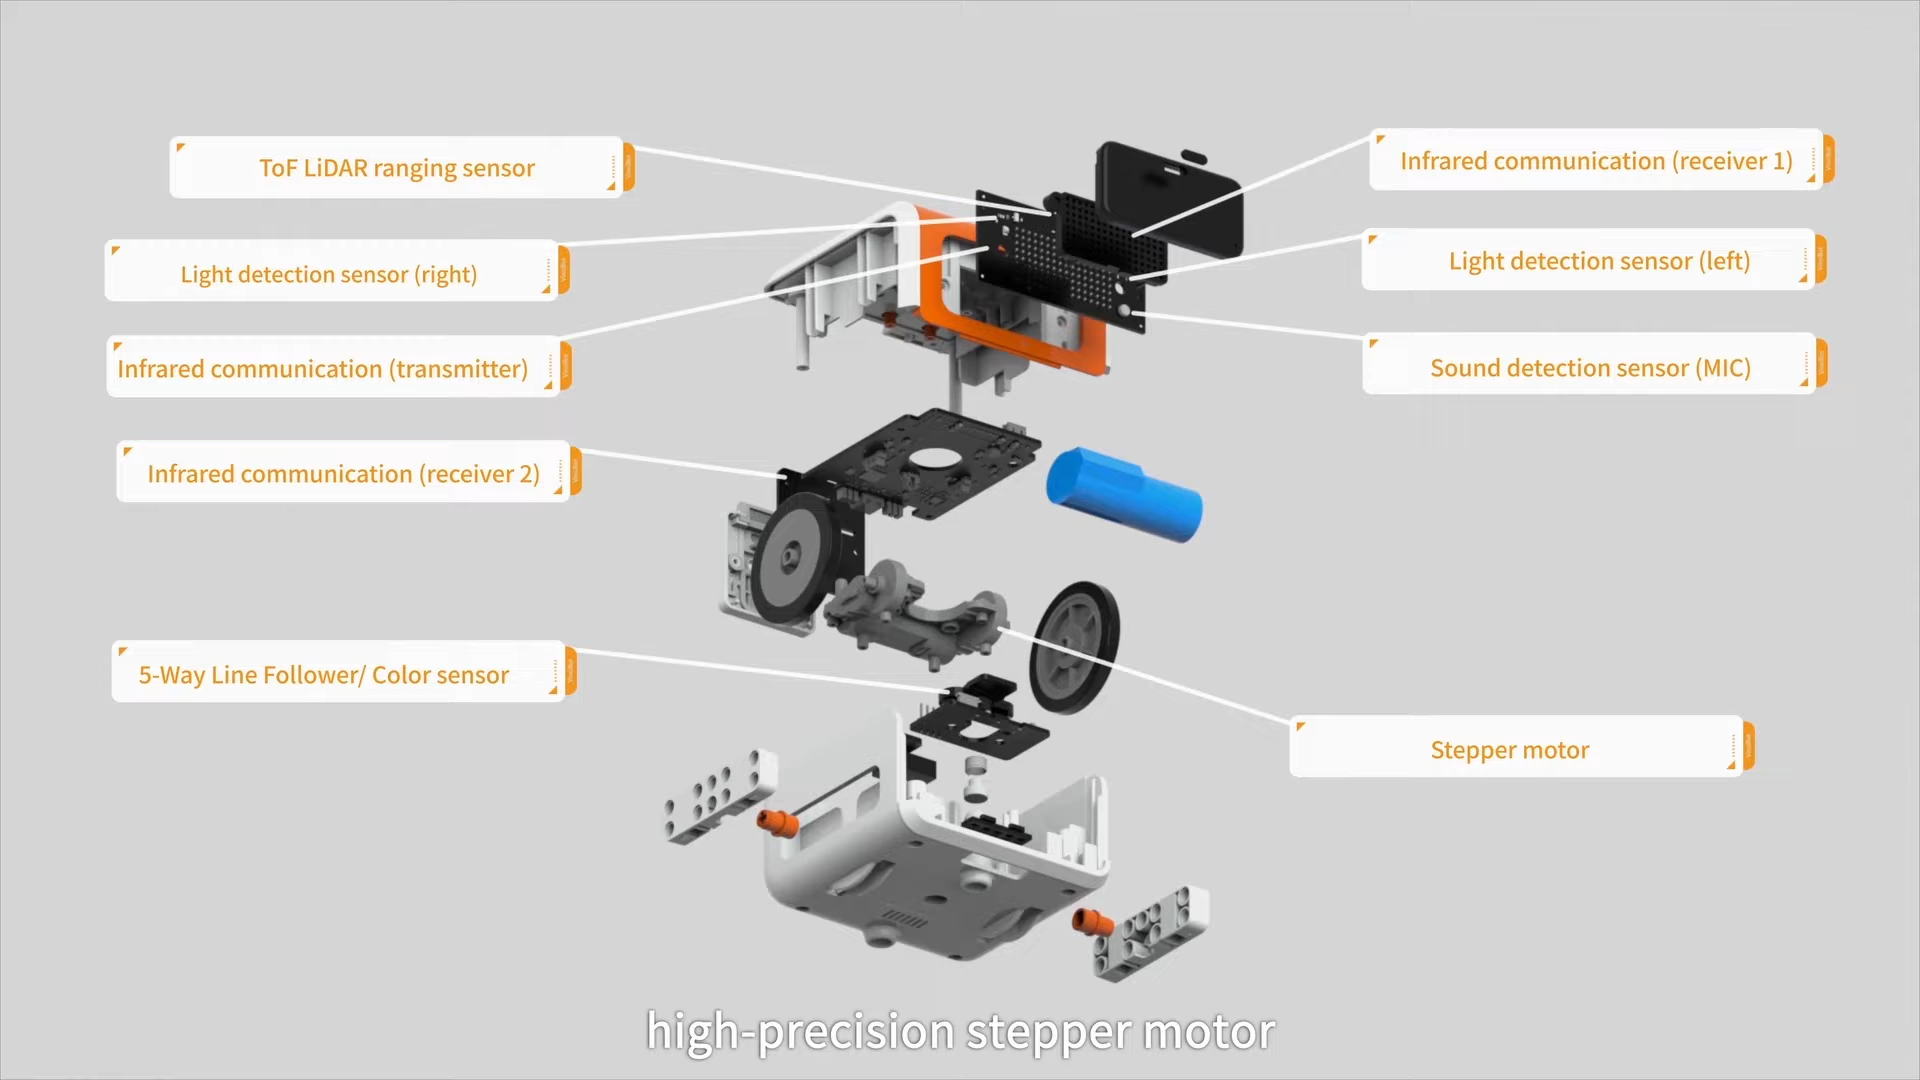 ToF LiDAR ranging sensor
Infrared communication (receiver 1)
Light detection sensor (right)
Light detection sensor (left)
Infrared communication (transmitter)
Sound detection sensor (MIC)
Infrared communication (receiver 2)
5-Way Line Follower/ Color sensor
Stepper motor
high-precision stepper motor